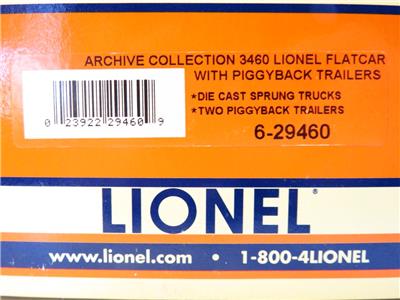 ARCHIVE COLLECTION 3460 LIONEL FLATCAR
WITH PIGGYBACK TRAILERS
*DIE CAST SPRUNG TRUCKS
*TWO PIGGYBACK TRAILERS
0 23922 29460 9
6-29460
LIONEL®
www.lionel.com • 1-800-4LIONEL